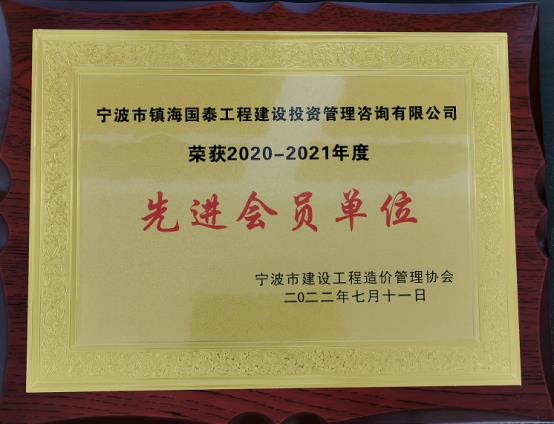 宁波市镇海国泰工程建设投资管理咨询有限公司
荣获2020-2021年度
先进会员单位
宁波市建设工程造价管理协会
二0二二年七月十一日